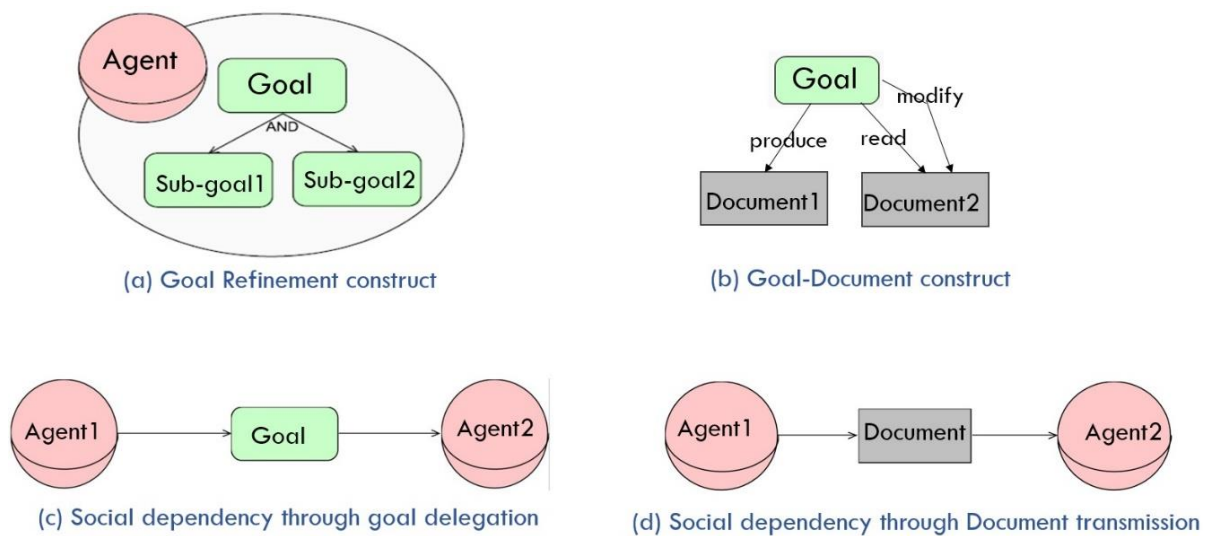 Agent
Goal
AND
Sub-goal1
Sub-goal2
(a) Goal Refinement construct
Goal
modify
produce
read
Document1
Document2
(b) Goal-Document construct
Agent1
Goal
Agent2
(c) Social dependency through goal delegation
Agent1
Document
Agent2
(d) Social dependency through Document transmission